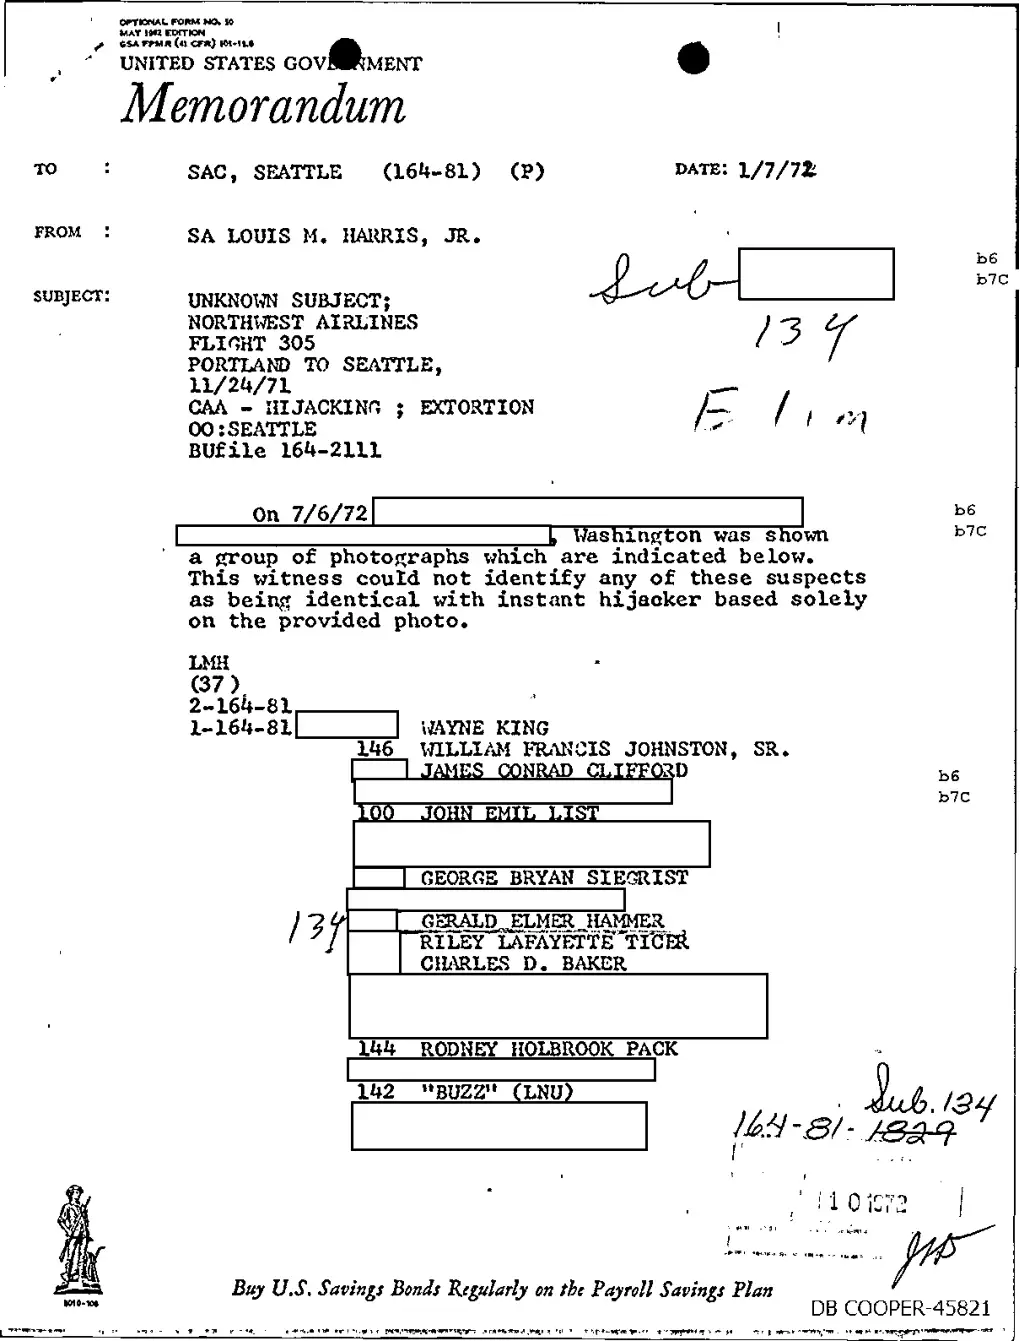 OPTIONAL FORM NO. 10
MAY 1962 EDITION
GSA FPMR (41 CFR) 101-11.6
UNITED STATES GOVERNMENT
Memorandum
TO : SAC, SEATTLE (164-81) (P) DATE: 1/7/72
FROM : SA LOUIS M. HARRIS, JR.
b6
Sub
b7C
SUBJECT: UNKNOWN SUBJECT;
NORTHWEST AIRLINES
134
FLIGHT 305
PORTLAND TO SEATTLE,
11/24/71
CAA - HIJACKING ; EXTORTION
Elim
OO:SEATTLE
BUfile 164-2111
On 7/6/72 b6
, Washington was shown b7C
a group of photographs which are indicated below.
This witness could not identify any of these suspects
as being identical with instant hijacker based solely
on the provided photo.
LMH
(37)
2-164-81
1-164-81 WAYNE KING
146 WILLIAM FRANCIS JOHNSTON, SR.
JAMES CONRAD CLIFFORD b6
b7C
100 JOHN EMIL LIST
GEORGE BRYAN SIEGRIST
134 GERALD ELMER HAMMER
RILEY LAFAYETTE TICER
CHARLES D. BAKER
144 RODNEY HOLBROOK PACK
142 "BUZZ" (LNU)
Sub. 134
164-81-1829
10 1972
Buy U.S. Savings Bonds Regularly on the Payroll Savings Plan
5010-108
DB COOPER-45821